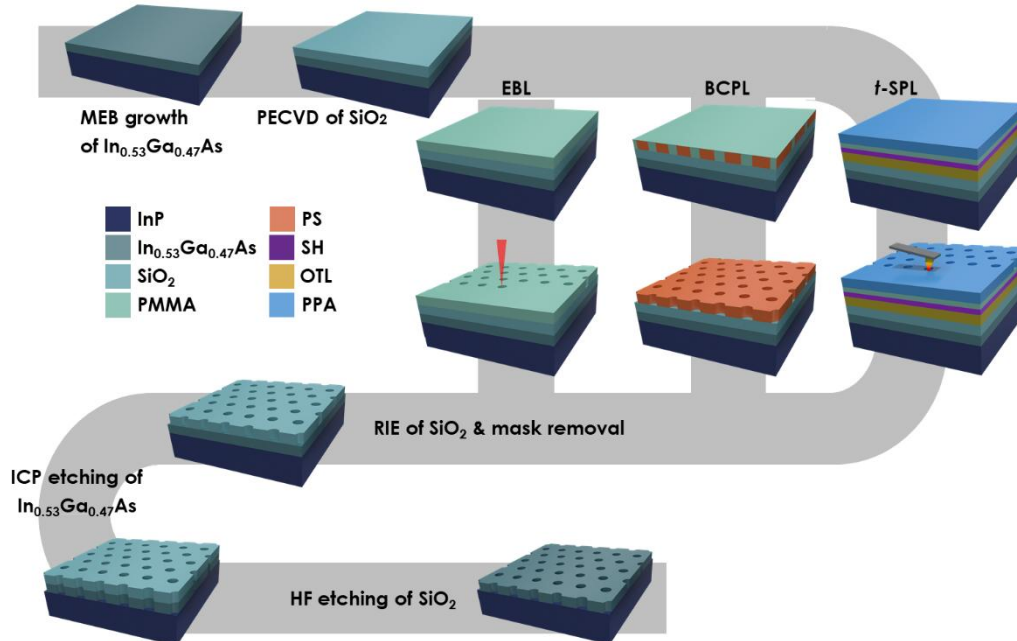 EBL
BCPL
t-SPL
MEB growth
of In₀.₅₃Ga₀.₄₇As
PECVD of SiO₂
InP
In₀.₅₃Ga₀.₄₇As
SiO₂
PMMA
PS
SH
OTL
PPA
RIE of SiO₂ & mask removal
ICP etching of
In₀.₅₃Ga₀.₄₇As
HF etching of SiO₂